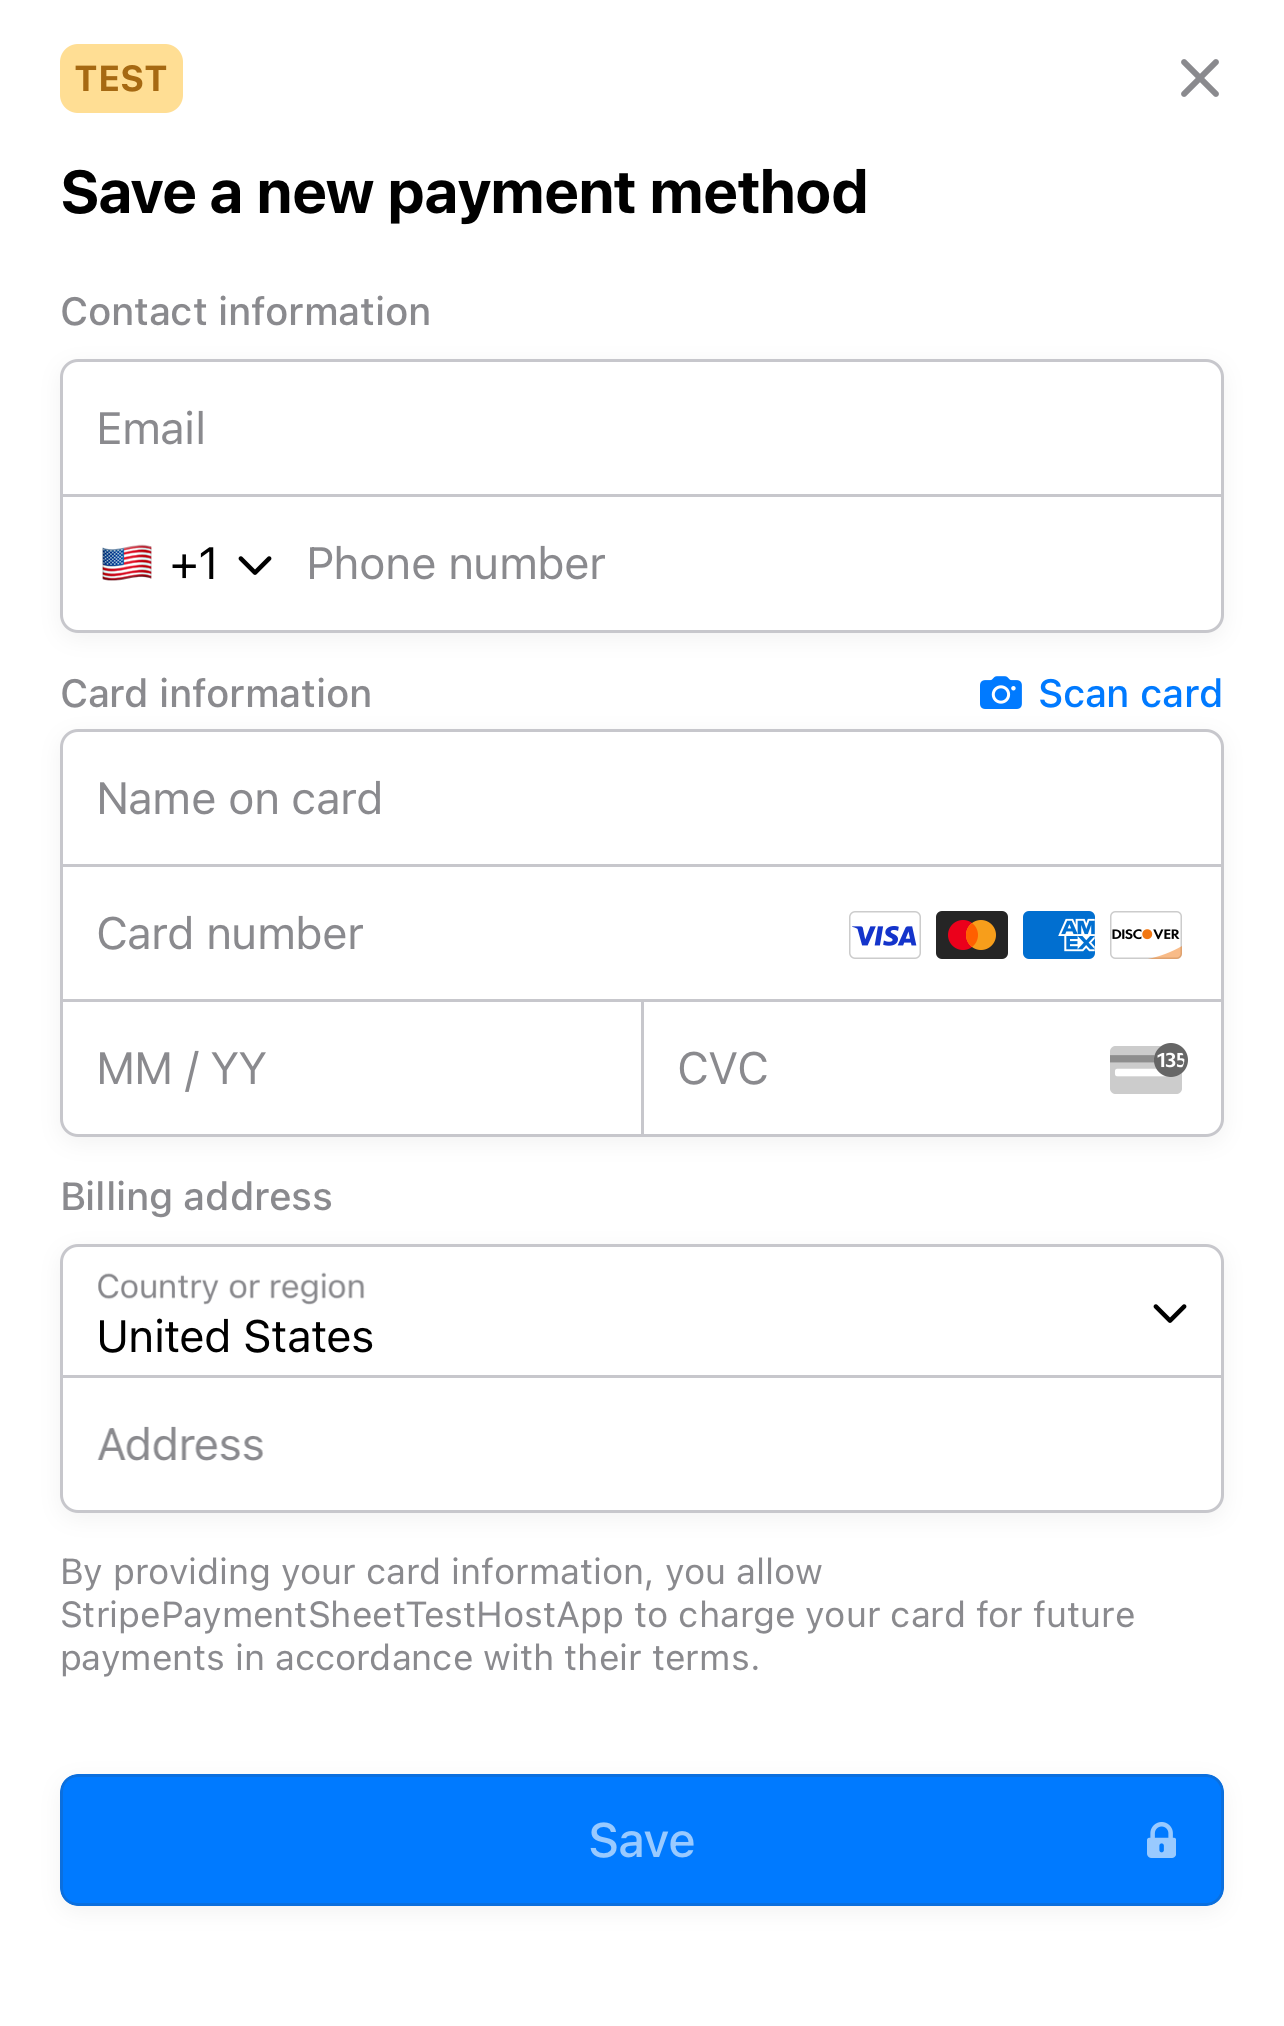 TEST
Save a new payment method
Contact information
Email
+1 Phone number
Card information Scan card
Name on card
Card number VISA AMEX DISCOVER
MM / YY CVC 135
Billing address
Country or region
United States
Address
By providing your card information, you allow
StripePaymentSheetTestHostApp to charge your card for future
payments in accordance with their terms.
Save